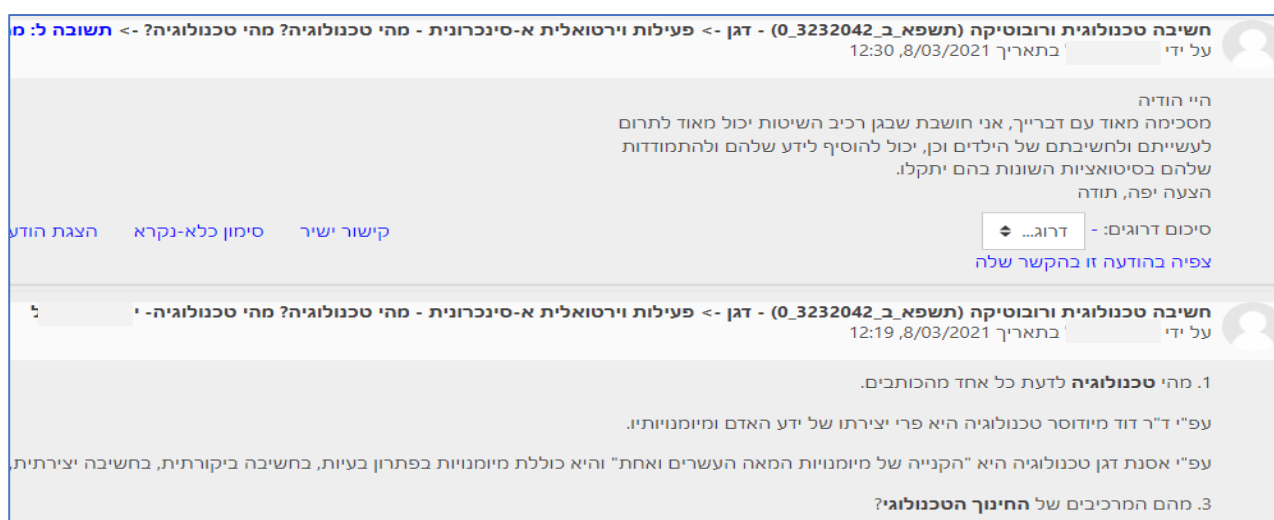 חשיבה טכנולוגית ורובוטיקה (תשפא_ב_3232042_0) - דגן -> פעילות וירטואלית א-סינכרונית - מהי טכנולוגיה? מהי טכנולוגיה? -> תשובה ל:
על ידי בתאריך 8/03/2021, 12:30
היי הודיה
מסכימה מאוד עם דברייך, אני חושבת שבגן רכיב השיטות יכול מאוד לתרום
לעשייתם ולחשיבתם של הילדים וכן, יכול להוסיף לידע שלהם ולהתמודדות
שלהם בסיטואציות השונות בהם יתקלו.
הצעה יפה, תודה
סיכום דרוגים: - דרוג... קישור ישיר סימון כלא-נקרא הצגת
צפיה בהודעה זו בהקשר שלה
חשיבה טכנולוגית ורובוטיקה (תשפא_ב_3232042_0) - דגן -> פעילות וירטואלית א-סינכרונית - מהי טכנולוגיה? מהי טכנולוגיה-
על ידי בתאריך 8/03/2021, 12:19
1. מהי טכנולוגיה לדעת כל אחד מהכותבים.
עפ"י ד"ר דוד מיודוסר טכנולוגיה היא פרי יצירתו של ידע האדם ומיומנויותיו.
עפ"י אסנת דגן טכנולוגיה היא "הקנייה של מיומנויות המאה העשרים ואחת" והיא כוללת מיומנויות בפתרון בעיות, בחשיבה ביקורתית, בחשיבה יצירתית,
3. מהם המרכיבים של החינוך הטכנולוגי?